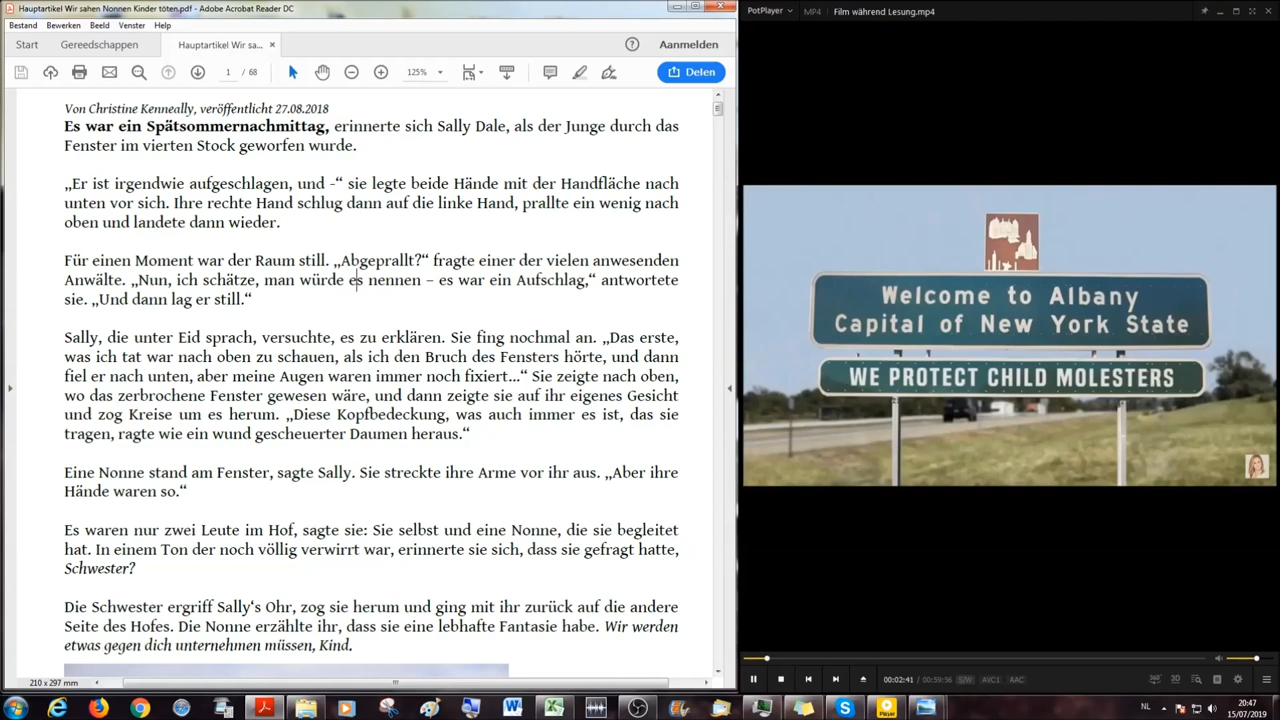 Hauptartikel Wir sahen Nonnen Kinder töten.pdf - Adobe Acrobat Reader DC
Bestand Bewerken Beeld Venster Help
Start Gereedschappen Hauptartikel Wir sa... × Aanmelden
1 / 68 125% Delen
Von Christine Kenneally, veröffentlicht 27.08.2018
Es war ein Spätsommernachmittag, erinnerte sich Sally Dale, als der Junge durch das
Fenster im vierten Stock geworfen wurde.
„Er ist irgendwie aufgeschlagen, und -“ sie legte beide Hände mit der Handfläche nach
unten vor sich. Ihre rechte Hand schlug dann auf die linke Hand, prallte ein wenig nach
oben und landete dann wieder.
Für einen Moment war der Raum still. „Abgeprallt?“ fragte einer der vielen anwesenden
Anwälte. „Nun, ich schätze, man würde es nennen – es war ein Aufschlag,“ antwortete
sie. „Und dann lag er still.“
Sally, die unter Eid sprach, versuchte, es zu erklären. Sie fing nochmal an. „Das erste,
was ich tat war nach oben zu schauen, als ich den Bruch des Fensters hörte, und dann
fiel er nach unten, aber meine Augen waren immer noch fixiert...“ Sie zeigte nach oben,
wo das zerbrochene Fenster gewesen wäre, und dann zeigte sie auf ihr eigenes Gesicht
und zog Kreise um es herum. „Diese Kopfbedeckung, was auch immer es ist, das sie
tragen, ragte wie ein wund gescheuerter Daumen heraus.“
Eine Nonne stand am Fenster, sagte Sally. Sie streckte ihre Arme vor ihr aus. „Aber ihre
Hände waren so.“
Es waren nur zwei Leute im Hof, sagte sie: Sie selbst und eine Nonne, die sie begleitet
hat. In einem Ton der noch völlig verwirrt war, erinnerte sie sich, dass sie gefragt hatte,
Schwester?
Die Schwester ergriff Sally‘s Ohr, zog sie herum und ging mit ihr zurück auf die andere
Seite des Hofes. Die Nonne erzählte ihr, dass sie eine lebhafte Fantasie habe. Wir werden
etwas gegen dich unternehmen müssen, Kind.
210 x 297 mm
PotPlayer MP4 Film während Lesung.mp4
Welcome to Albany
Capital of New York State
WE PROTECT CHILD MOLESTERS
00:02:41 / 00:59:36 S/W AVC1 AAC 360° 3D
NL 20:47
15/07/2019